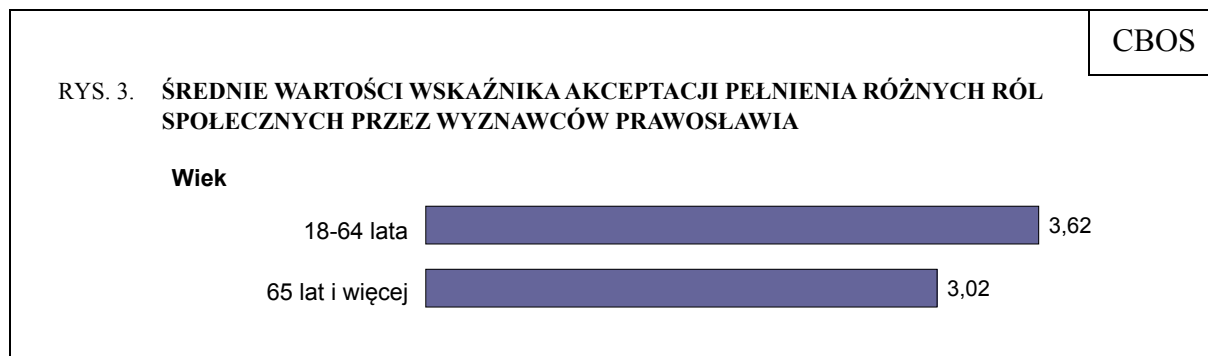 CBOS
RYS. 3. ŚREDNIE WARTOŚCI WSKAŹNIKA AKCEPTACJI PEŁNIENIA RÓŻNYCH RÓL
SPOŁECZNYCH PRZEZ WYZNAWCÓW PRAWOSŁAWIA
Wiek
18-64 lata 3,62
65 lat i więcej 3,02